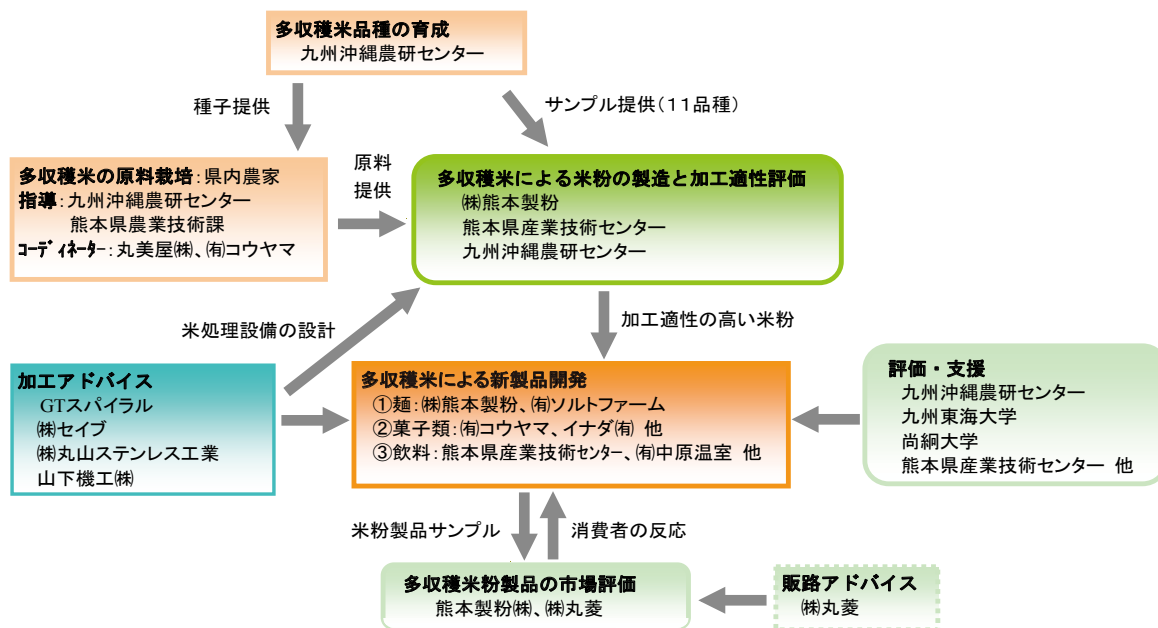 多収穫米品種の育成
九州沖縄農研センター
種子提供
サンプル提供(11品種)
多収穫米の原料栽培:県内農家
指導:九州沖縄農研センター
熊本県農業技術課
コーディネーター:丸美屋㈱、㈲コウヤマ
原料
提供
多収穫米による米粉の製造と加工適性評価
㈱熊本製粉
熊本県産業技術センター
九州沖縄農研センター
米処理設備の設計
加工適性の高い米粉
加工アドバイス
GTスパイラル
㈱セイブ
㈱丸山ステンレス工業
山下機工㈱
多収穫米による新製品開発
①麺:㈱熊本製粉、㈲ソルトファーム
②菓子類:㈲コウヤマ、イナダ㈲ 他
③飲料:熊本県産業技術センター、㈲中原温室 他
評価・支援
九州沖縄農研センター
九州東海大学
尚絅大学
熊本県産業技術センター 他
米粉製品サンプル
消費者の反応
多収穫米粉製品の市場評価
熊本製粉㈱、㈱丸菱
販路アドバイス
㈱丸菱